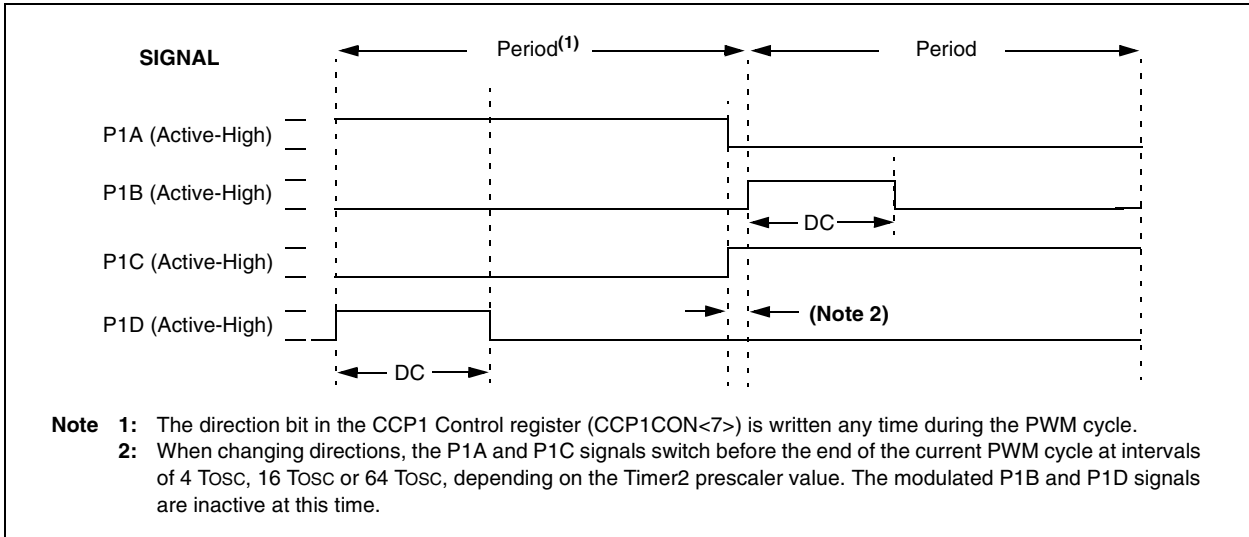 SIGNAL
Period(1)
Period
P1A (Active-High)
P1B (Active-High)
DC
P1C (Active-High)
P1D (Active-High)
(Note 2)
DC
Note 1: The direction bit in the CCP1 Control register (CCP1CON<7>) is written any time during the PWM cycle.
2: When changing directions, the P1A and P1C signals switch before the end of the current PWM cycle at intervals
of 4 TOSC, 16 TOSC or 64 TOSC, depending on the Timer2 prescaler value. The modulated P1B and P1D signals
are inactive at this time.